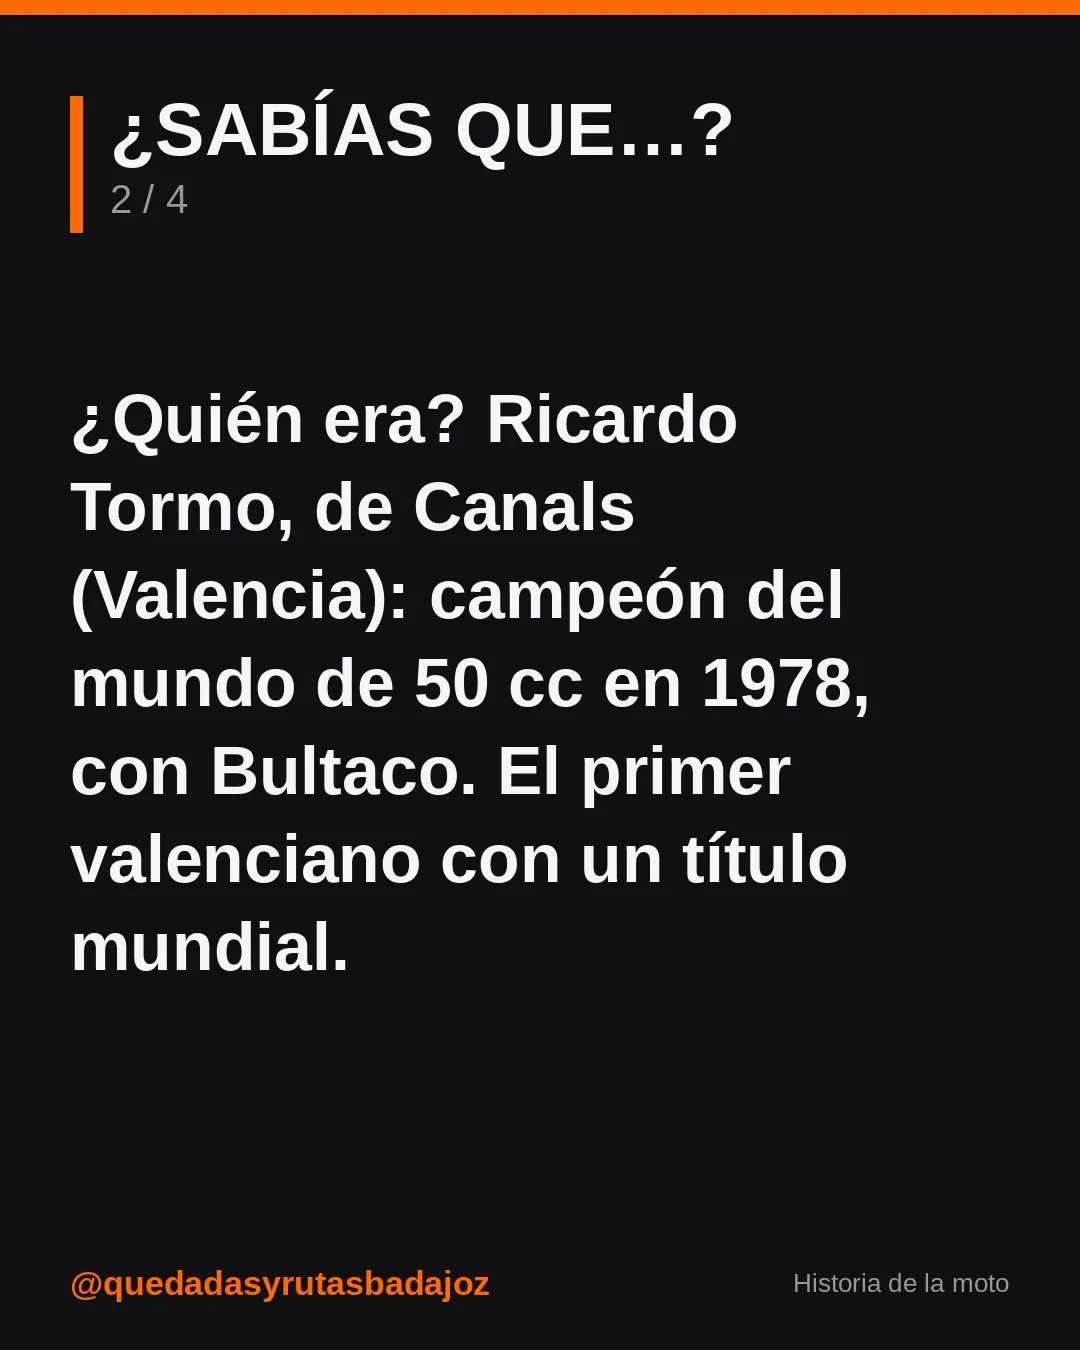 ¿SABÍAS QUE...?
2 / 4
¿Quién era? Ricardo
Tormo, de Canals
(Valencia): campeón del
mundo de 50 cc en 1978,
con Bultaco. El primer
valenciano con un título
mundial.
@quedadasyrutasbadajoz
Historia de la moto